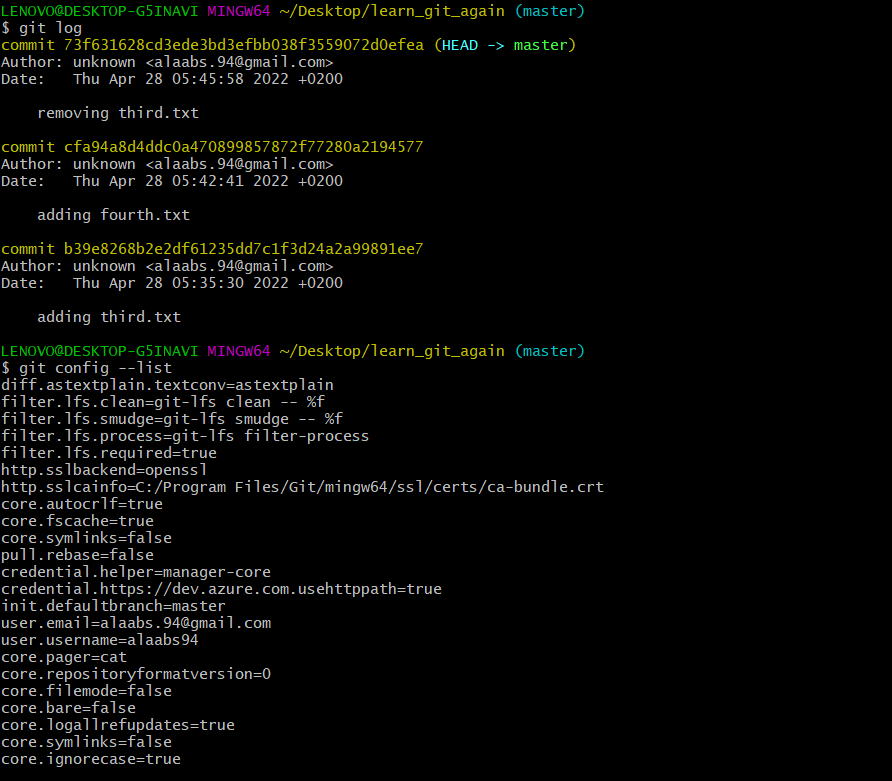 LENOVO@DESKTOP-G5INAVI MINGW64 ~/Desktop/learn_git_again (master)
$ git log
commit 73f631628cd3ede3bd3efbb038f3559072d0efea (HEAD -> master)
Author: unknown <alaabs.94@gmail.com>
Date:   Thu Apr 28 05:45:58 2022 +0200

    removing third.txt

commit cfa94a8d4ddc0a470899857872f77280a2194577
Author: unknown <alaabs.94@gmail.com>
Date:   Thu Apr 28 05:42:41 2022 +0200

    adding fourth.txt

commit b39e8268b2e2df61235dd7c1f3d24a2a99891ee7
Author: unknown <alaabs.94@gmail.com>
Date:   Thu Apr 28 05:35:30 2022 +0200

    adding third.txt

LENOVO@DESKTOP-G5INAVI MINGW64 ~/Desktop/learn_git_again (master)
$ git config --list
diff.astextplain.textconv=astextplain
filter.lfs.clean=git-lfs clean -- %f
filter.lfs.smudge=git-lfs smudge -- %f
filter.lfs.process=git-lfs filter-process
filter.lfs.required=true
http.sslbackend=openssl
http.sslcainfo=C:/Program Files/Git/mingw64/ssl/certs/ca-bundle.crt
core.autocrlf=true
core.fscache=true
core.symlinks=false
pull.rebase=false
credential.helper=manager-core
credential.https://dev.azure.com.usehttppath=true
init.defaultbranch=master
user.email=alaabs.94@gmail.com
user.username=alaabs94
core.pager=cat
core.repositoryformatversion=0
core.filemode=false
core.bare=false
core.logallrefupdates=true
core.symlinks=false
core.ignorecase=true